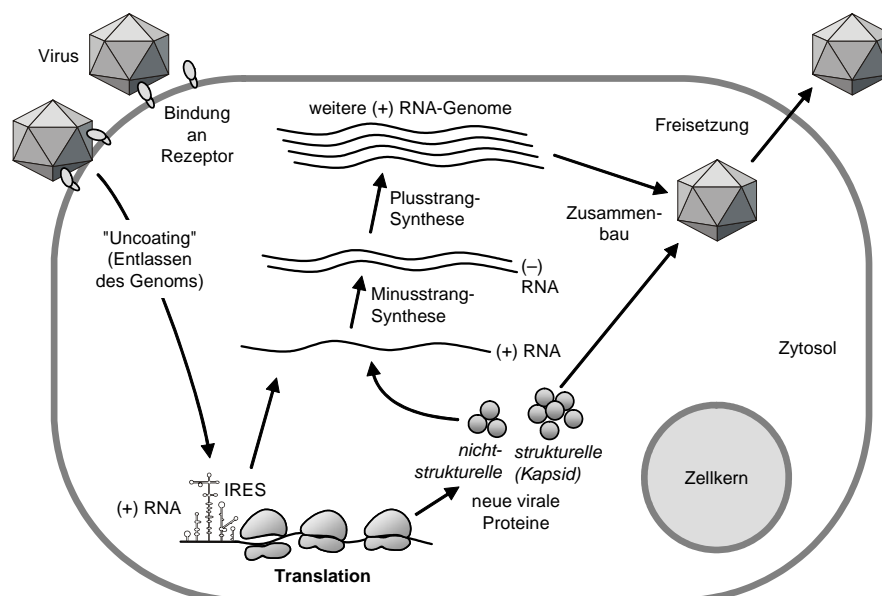 Virus
Bindung
an
Rezeptor
weitere (+) RNA-Genome
Freisetzung
Plusstrang-
Synthese
Zusammen-
bau
"Uncoating"
(Entlassen
des Genoms)
(–)
RNA
Minusstrang-
Synthese
(+) RNA
Zytosol
nicht-
strukturelle
strukturelle
(Kapsid)
neue virale
Proteine
Zellkern
IRES
(+) RNA
Translation